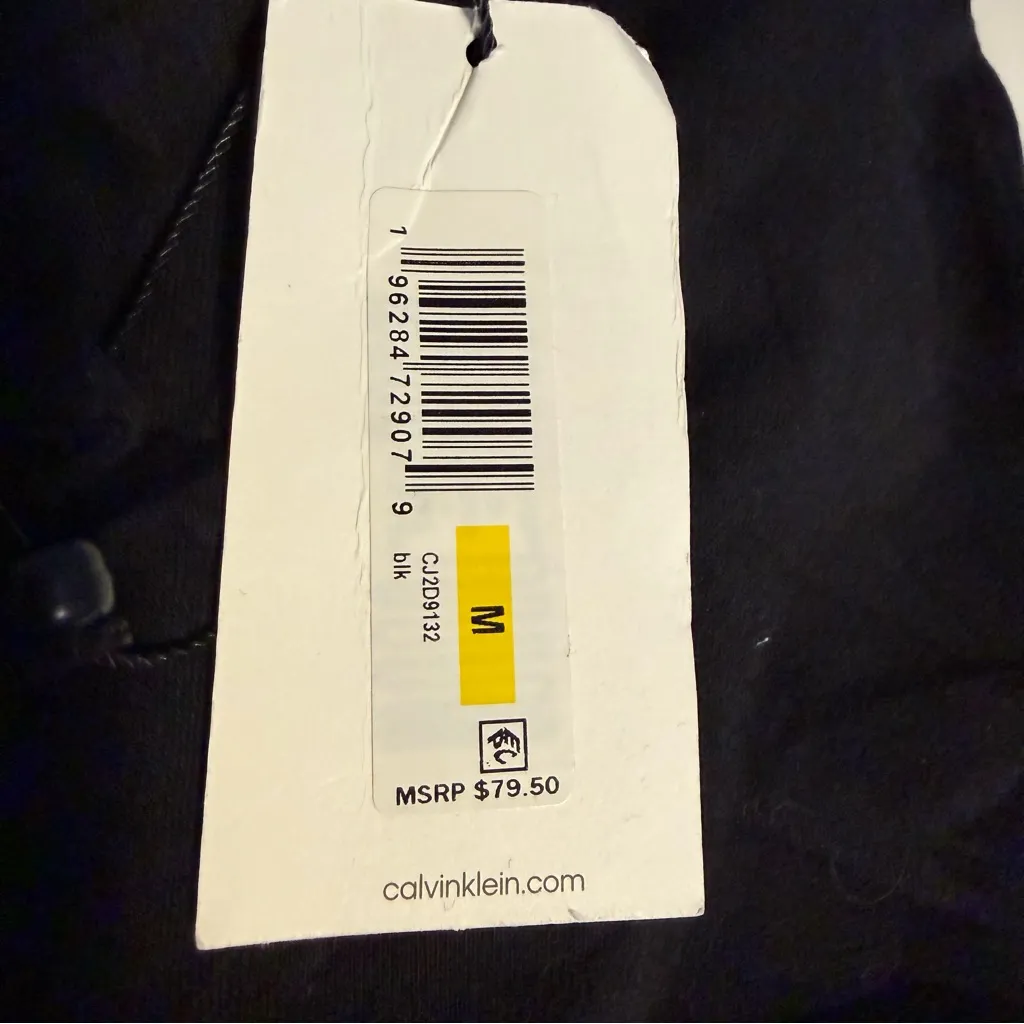 1 96284 72907 9
CJ2D9132
blk
M
MSRP $79.50
calvinklein.com